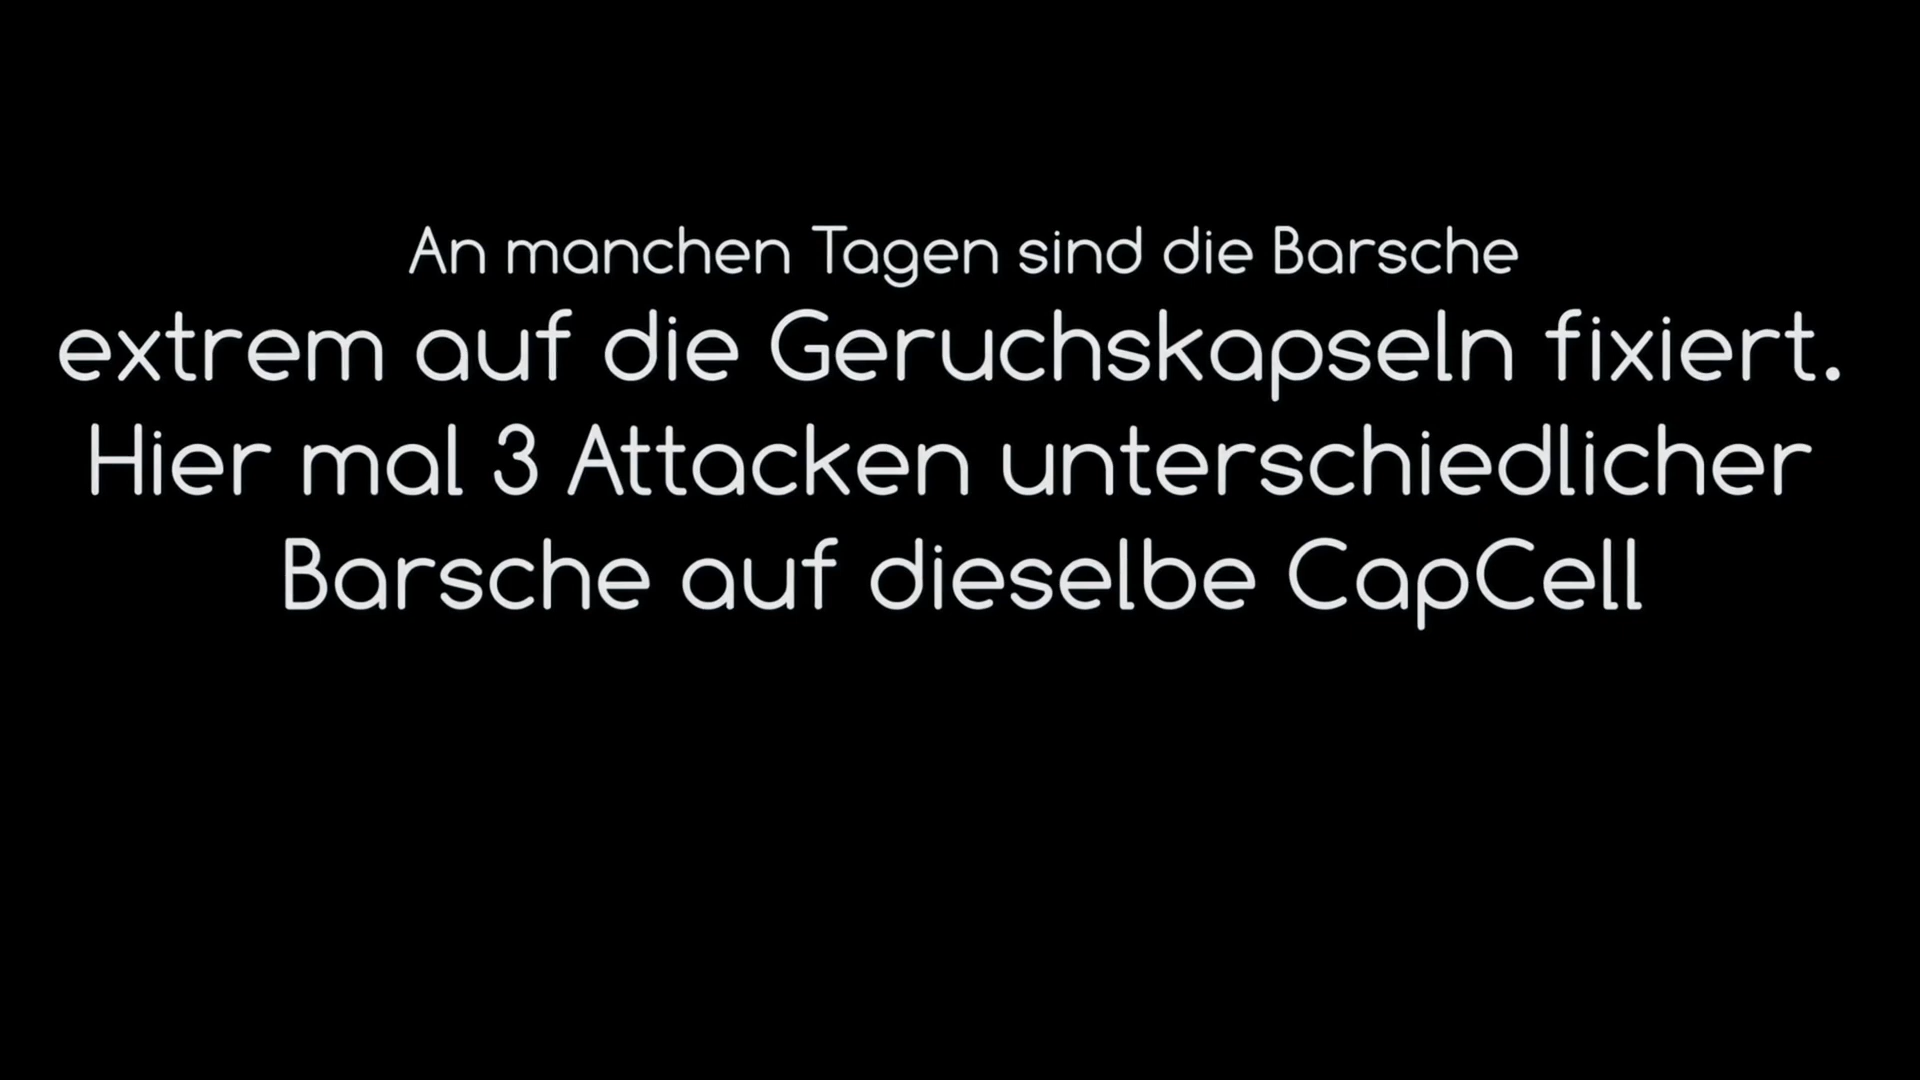 An manchen Tagen sind die Barsche
extrem auf die Geruchskapseln fixiert.
Hier mal 3 Attacken unterschiedlicher
Barsche auf dieselbe CapCell